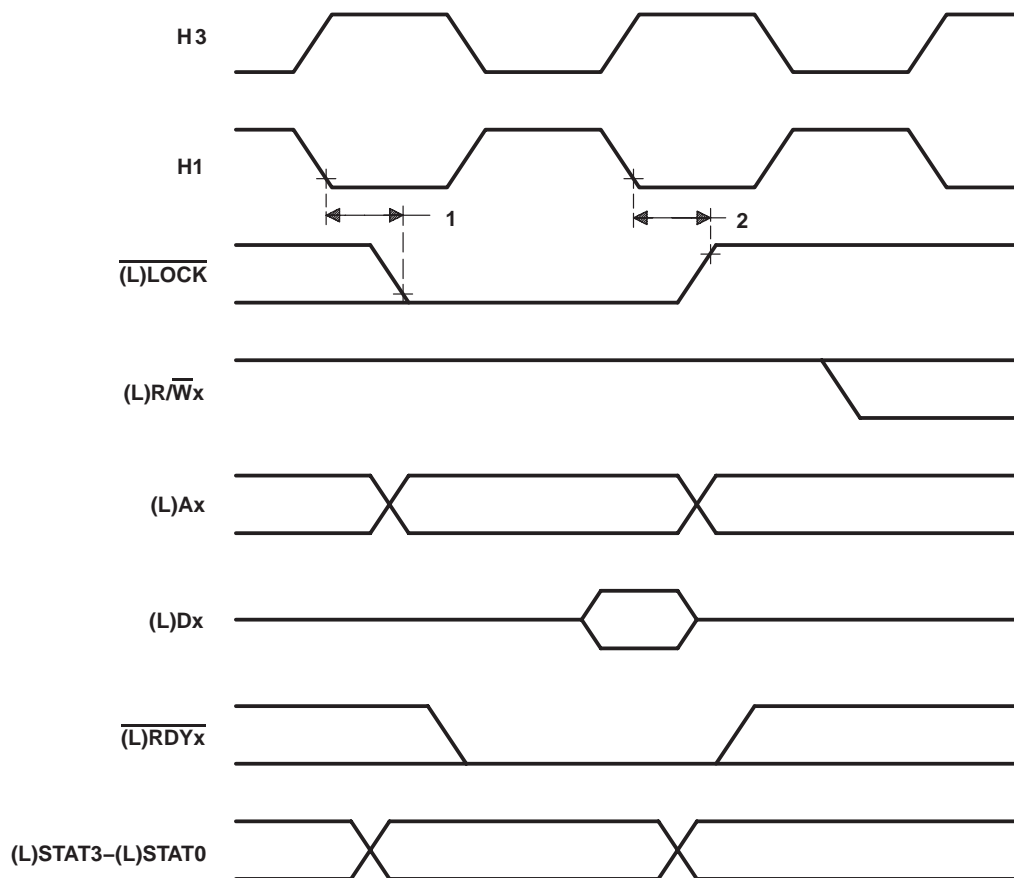 H3
H1
1
2
(L)LOCK
(L)R/Wx
(L)Ax
(L)Dx
(L)RDYx
(L)STAT3–(L)STAT0